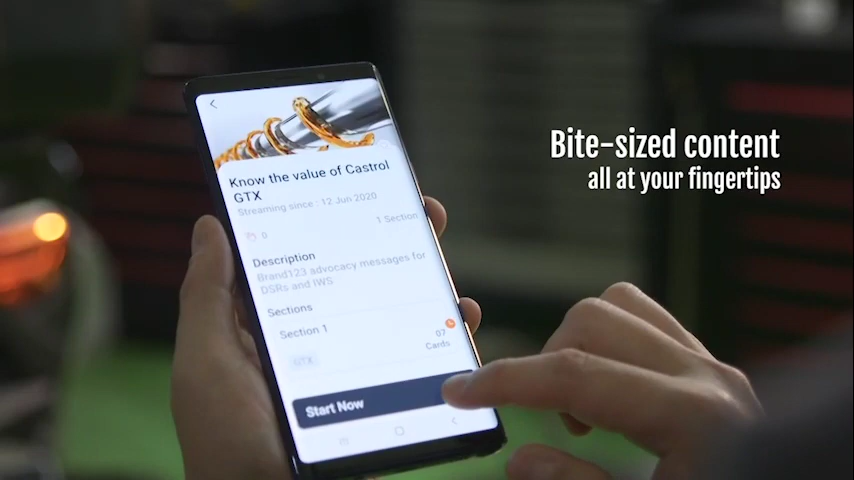 Bite-sized content
all at your fingertips
Know the value of Castrol
GTX
Streaming since : 12 Jun 2020
0
1 Section
Description
Brand123 advocacy messages for
DSRs and IWS
Sections
Section 1
07
Cards
GTX
Start Now